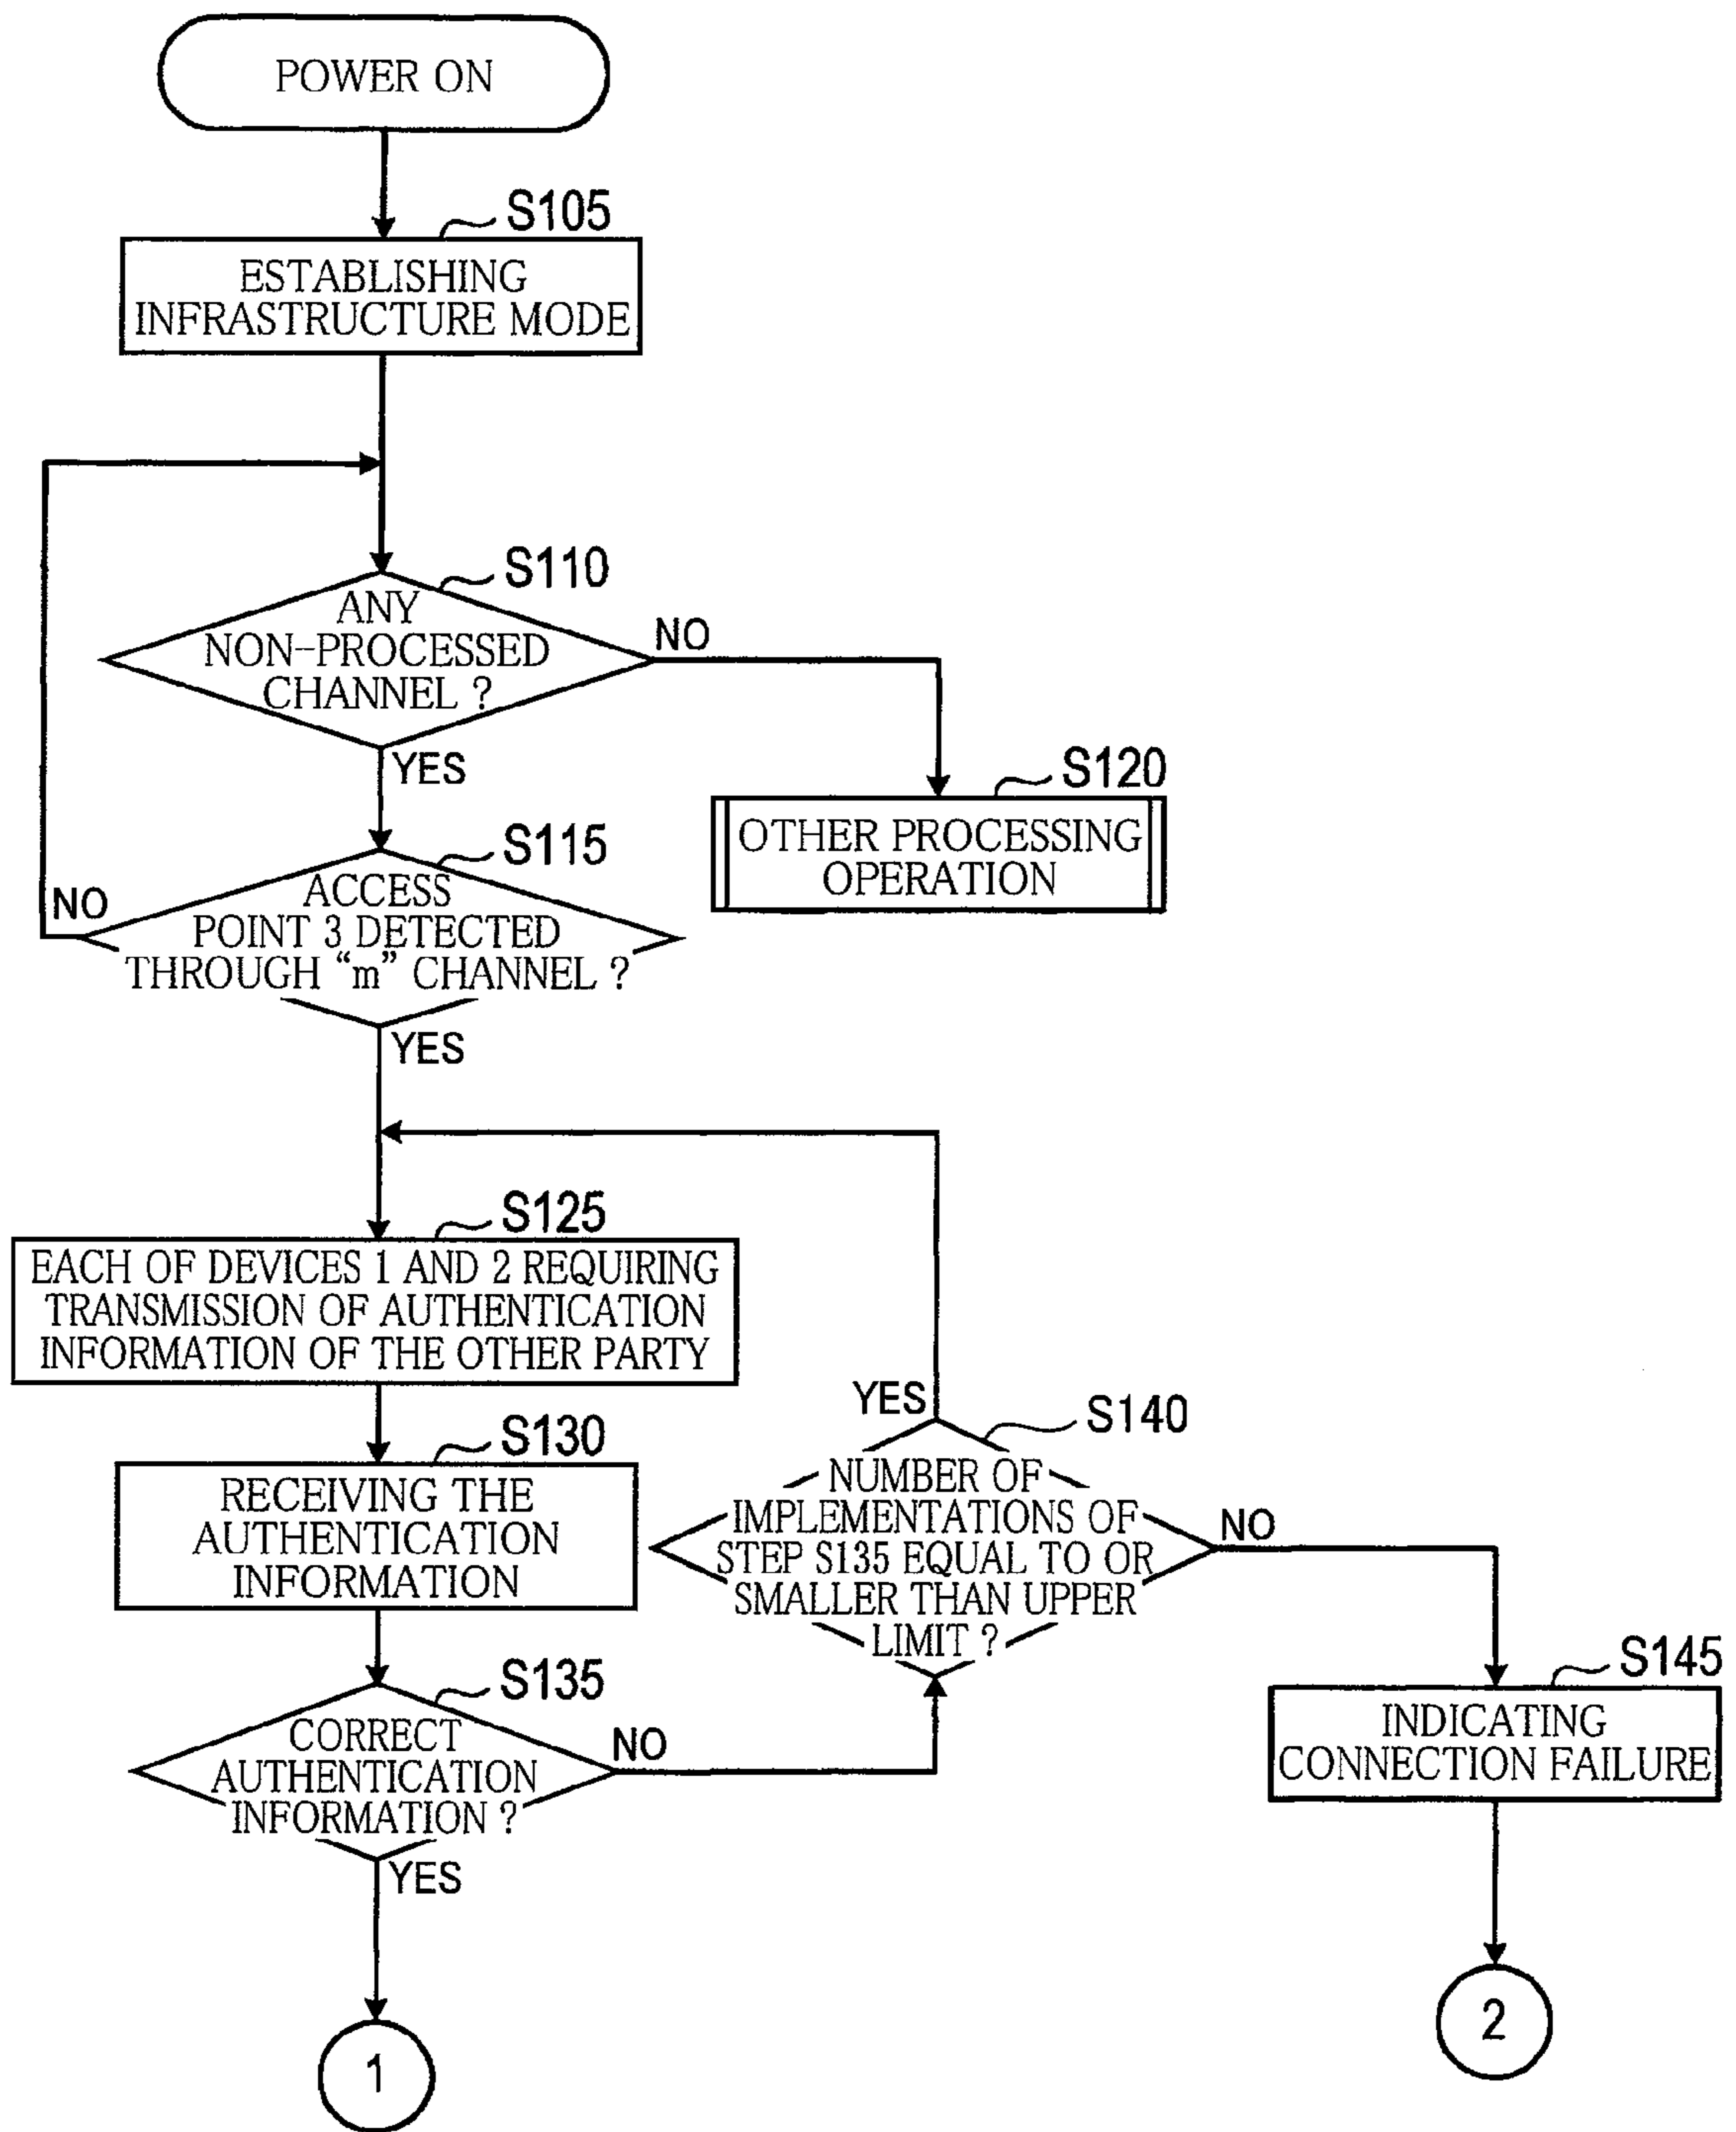 POWER ON
S105
ESTABLISHING
INFRASTRUCTURE MODE
S110
ANY
NON-PROCESSED
CHANNEL ?
NO
YES
S120
OTHER PROCESSING
OPERATION
S115
ACCESS
POINT 3 DETECTED
THROUGH “m” CHANNEL ?
NO
YES
S125
EACH OF DEVICES 1 AND 2 REQUIRING
TRANSMISSION OF AUTHENTICATION
INFORMATION OF THE OTHER PARTY
S130
RECEIVING THE
AUTHENTICATION
INFORMATION
S135
CORRECT
AUTHENTICATION
INFORMATION ?
NO
YES
YES
S140
NUMBER OF
IMPLEMENTATIONS OF
STEP S135 EQUAL TO OR
SMALLER THAN UPPER
LIMIT ?
NO
S145
INDICATING
CONNECTION FAILURE
1
2